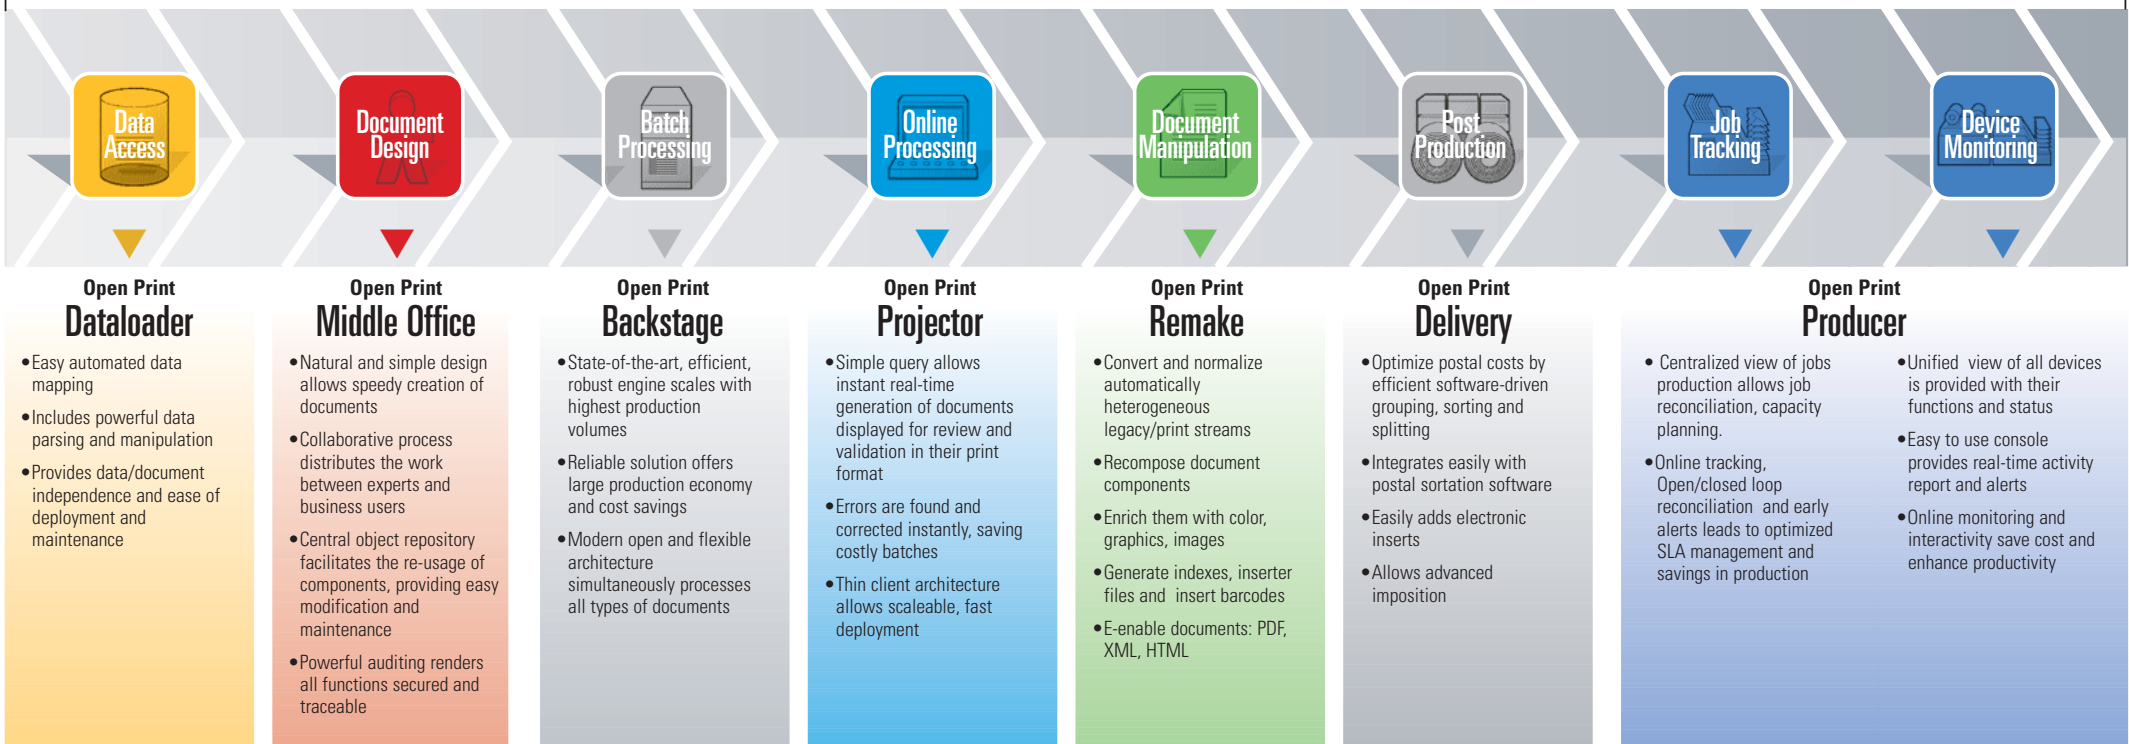 Data
Access
Document
Design
Batch
Processing
Online
Processing
Document
Manipulation
Post
Production
Job
Tracking
Device
Monitoring
Open Print
Dataloader
•Easy automated data
mapping
•Includes powerful data
parsing and manipulation
•Provides data/document
independence and ease of
deployment and
maintenance
Open Print
Middle Office
•Natural and simple design
allows speedy creation of
documents
•Collaborative process
distributes the work
between experts and
business users
•Central object repository
facilitates the re-usage of
components, providing easy
modification and
maintenance
•Powerful auditing renders
all functions secured and
traceable
Open Print
Backstage
•State-of-the-art, efficient,
robust engine scales with
highest production
volumes
•Reliable solution offers
large production economy
and cost savings
•Modern open and flexible
architecture
simultaneously processes
all types of documents
Open Print
Projector
•Simple query allows
instant real-time
generation of documents
displayed for review and
validation in their print
format
•Errors are found and
corrected instantly, saving
costly batches
•Thin client architecture
allows scaleable, fast
deployment
Open Print
Remake
•Convert and normalize
automatically
heterogeneous
legacy/print streams
•Recompose document
components
•Enrich them with color,
graphics, images
•Generate indexes, inserter
files and insert barcodes
•E-enable documents: PDF,
XML, HTML
Open Print
Delivery
•Optimize postal costs by
efficient software-driven
grouping, sorting and
splitting
•Integrates easily with
postal sortation software
•Easily adds electronic
inserts
•Allows advanced
imposition
Open Print
Producer
• Centralized view of jobs
production allows job
reconciliation, capacity
planning.
•Online tracking,
Open/closed loop
reconciliation and early
alerts leads to optimized
SLA management and
savings in production
•Unified view of all devices
is provided with their
functions and status
•Easy to use console
provides real-time activity
report and alerts
•Online monitoring and
interactivity save cost and
enhance productivity